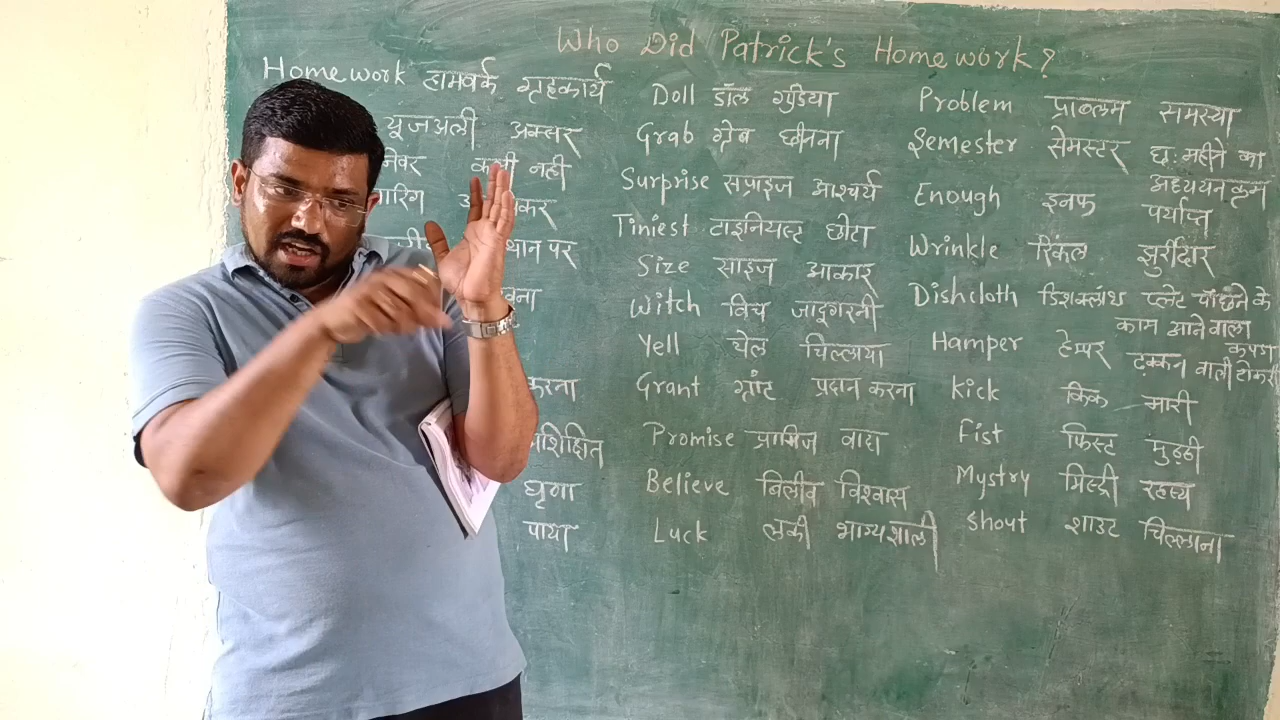 Who Did Patrick's Homework?
Homework हामवर्क गृहकार्य
यूजअली अक्सर
नेवर कभी नही
पर
करना
घृणा
पाया
Doll डॉल गुडिया
Grab ग्रेब छीनना
Surprise सप्राइज आश्चर्य
Tiniest टाइनियस्ट छोटा
Size साइज आकार
Witch विच जादूगरनी
Yell येल चिल्लाया
Grant ग्रांट प्रदान करना
Promise प्रामिज वादा
Believe बिलीव विश्वास
Luck लकी भाग्यशाली
Problem प्राब्लम समस्या
Semester सेमेस्टर छ: महीने का
अध्ययन क्रम
Enough इनफ पर्याप्त
Wrinkle रिंकल झुर्रीदार
Dishcloth डिशक्लॉथ प्लेट पोंछने के
काम आने वाला
कपडा
Hamper हेम्पर ढ़क्कन वाली टोकरी
Kick किक मारी
Fist फिस्ट मुठ्ठी
Mystry मिस्ट्री रहस्य
Shout शाउट चिल्लाना